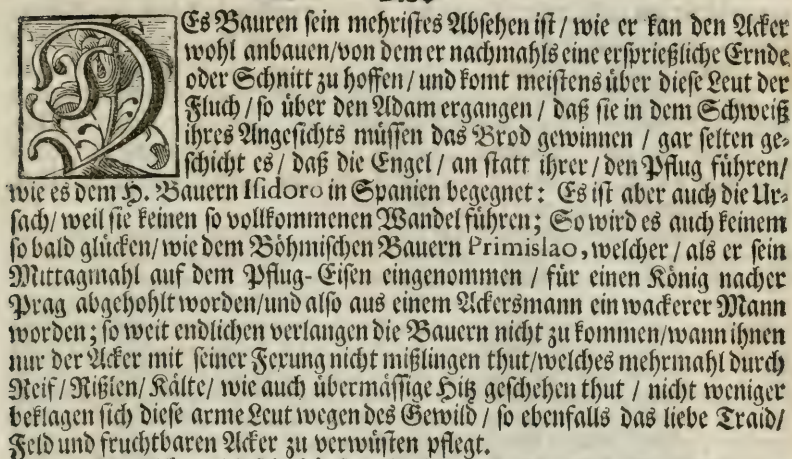 DEs Bauren sein mehristes Absehen ist / wie er kan den Acker
wohl anbauen/von dem er nachmahls eine ersprießliche Ernde
oder Schnitt zu hoffen / und komt meistens über diese Leut der
Fluch / so über den Adam ergangen / daß sie in dem Schweiß
ihres Angesichts müssen das Brod gewinnen / gar selten ge-
schicht es / daß die Engel / an statt ihrer / den Pflug führen/
wie es dem H. Bauern Isidoro in Spanien begegnet: Es ist aber auch die Ur-
sach/ weil sie keinen so vollkommenen Wandel führen; So wird es auch keinem
so bald glücken/ wie dem Böhmischen Bauern Primislao, welcher / als er sein
Mittagmahl auf dem Pflug-Eisen eingenommen / für einen König nacher
Prag abgehohlt worden/und also aus einem Ackersmann ein wackerer Mann
worden; so weit endlichen verlangen die Bauern nicht zu kommen/wann ihnen
nur der Acker mit seiner Fexung nicht mißlingen thut/welches mehrmahl durch
Reif / Rißlen / Kälte/ wie auch übermässige Hitz geschehen thut / nicht weniger
beklagen sich diese arme Leut wegen des Gewild / so ebenfalls das liebe Traid/
Feld und fruchtbaren Acker zu verwüsten pflegt.